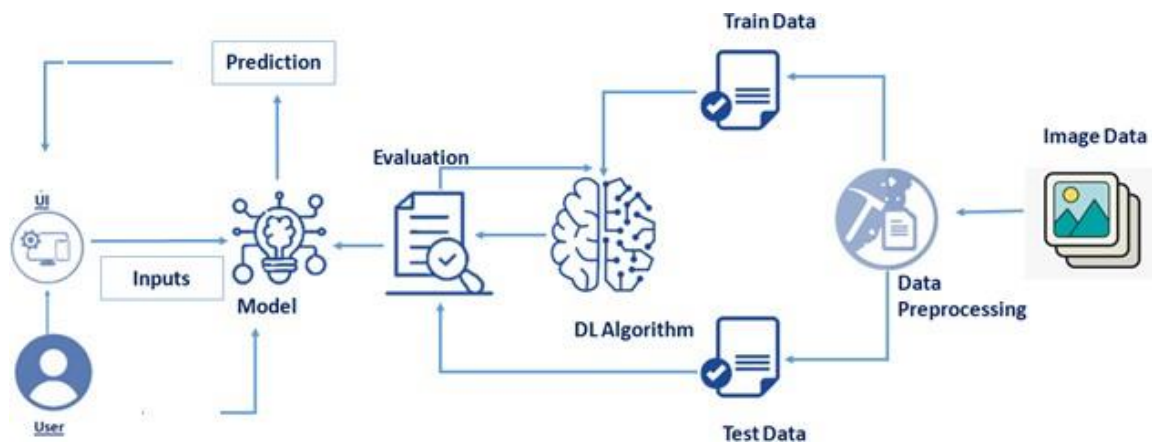 Train Data
Prediction
Image Data
Evaluation
UI
Inputs
Model
Data
Preprocessing
DL Algorithm
User
Test Data